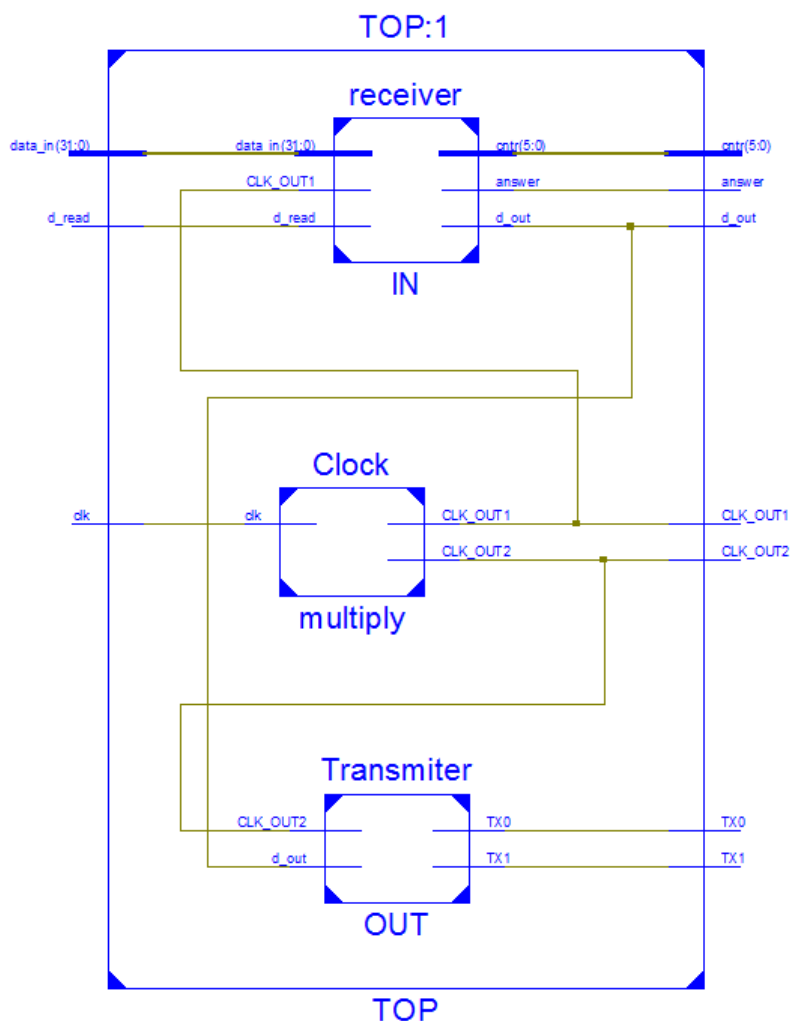 TOP:1
receiver
data_in(31:0) data_in(31:0) cntr(5:0) cntr(5:0)
CLK_OUT1 answer answer
d_read d_read d_out d_out
IN
Clock
clk clk CLK_OUT1 CLK_OUT1
CLK_OUT2 CLK_OUT2
multiply
Transmiter
CLK_OUT2 TX0 TX0
d_out TX1 TX1
OUT
TOP